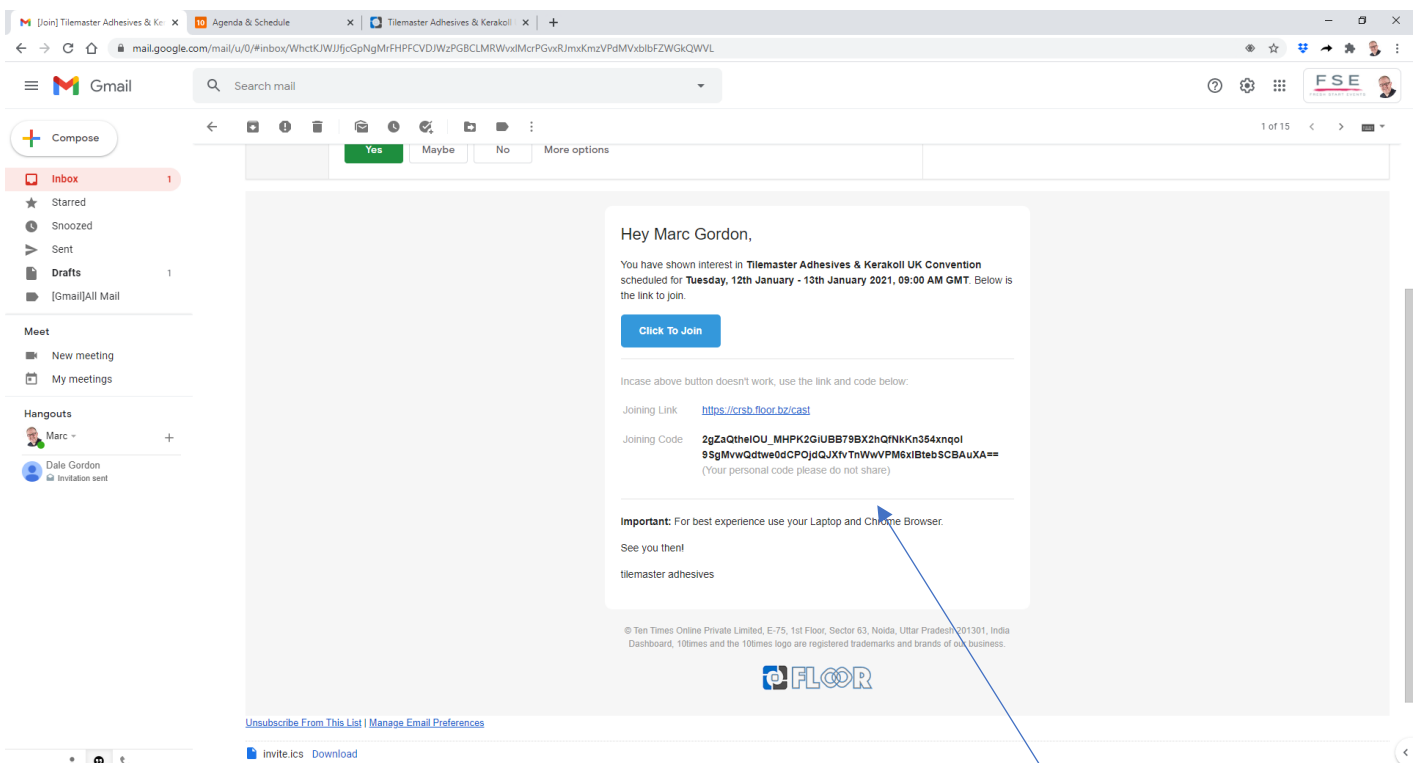 [Join] Tilemaster Adhesives & Ke
10 Agenda & Schedule
Tilemaster Adhesives & Kerakoll
mail.google.com/mail/u/0/#inbox/WhctKJWJJfjcGpNgMrFHPFCVDJWzPGBCLMRWvxlMcrPGvxRJmxKmzVPdMVxblbFZWGkQWVL
Gmail
Search mail
FSE
Compose
1 of 15
Yes Maybe No More options
Inbox 1
Starred
Snoozed
Sent
Drafts 1
[Gmail]All Mail
Meet
New meeting
My meetings
Hangouts
Marc
Dale Gordon
Invitation sent
Hey Marc Gordon,
You have shown interest in Tilemaster Adhesives & Kerakoll UK Convention
scheduled for Tuesday, 12th January - 13th January 2021, 09:00 AM GMT. Below is
the link to join.
Click To Join
Incase above button doesn't work, use the link and code below:
Joining Link https://crsb.floor.bz/cast
Joining Code 2gZaQthelOU_MHPK2GiUBB79BX2hQfNkKn354xnqol
9SgMvwQdtwe0dCPOjdQJXfvTnWwVPM6xlBtebSCBAuXA==
(Your personal code please do not share)
Important: For best experience use your Laptop and Chrome Browser.
See you then!
tilemaster adhesives
© Ten Times Online Private Limited, E-75, 1st Floor, Sector 63, Noida, Uttar Pradesh 201301, India
Dashboard, 10times and the 10times logo are registered trademarks and brands of our business.
FLOOR
Unsubscribe From This List | Manage Email Preferences
invite.ics Download